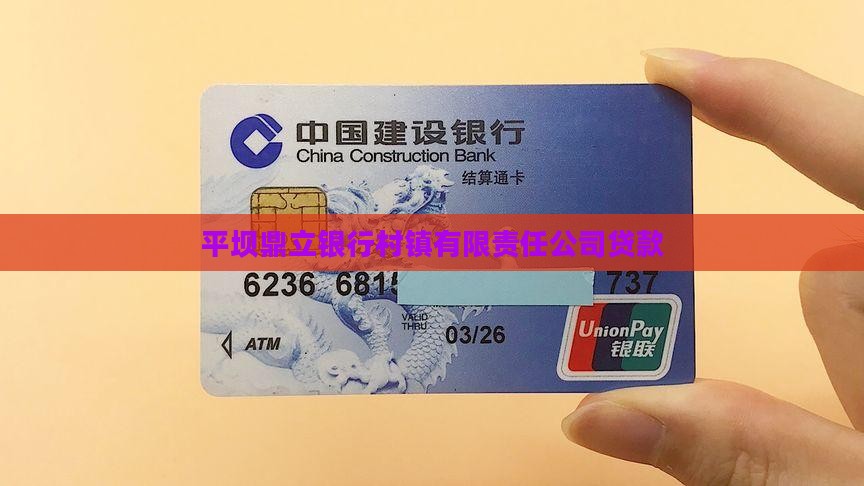 中国建设银行
China Construction Bank
结算通卡
平坝鼎立银行村镇有限责任公司贷款
6236 6815 737
VALID
THRU
03/26
ATM
UnionPay
银联